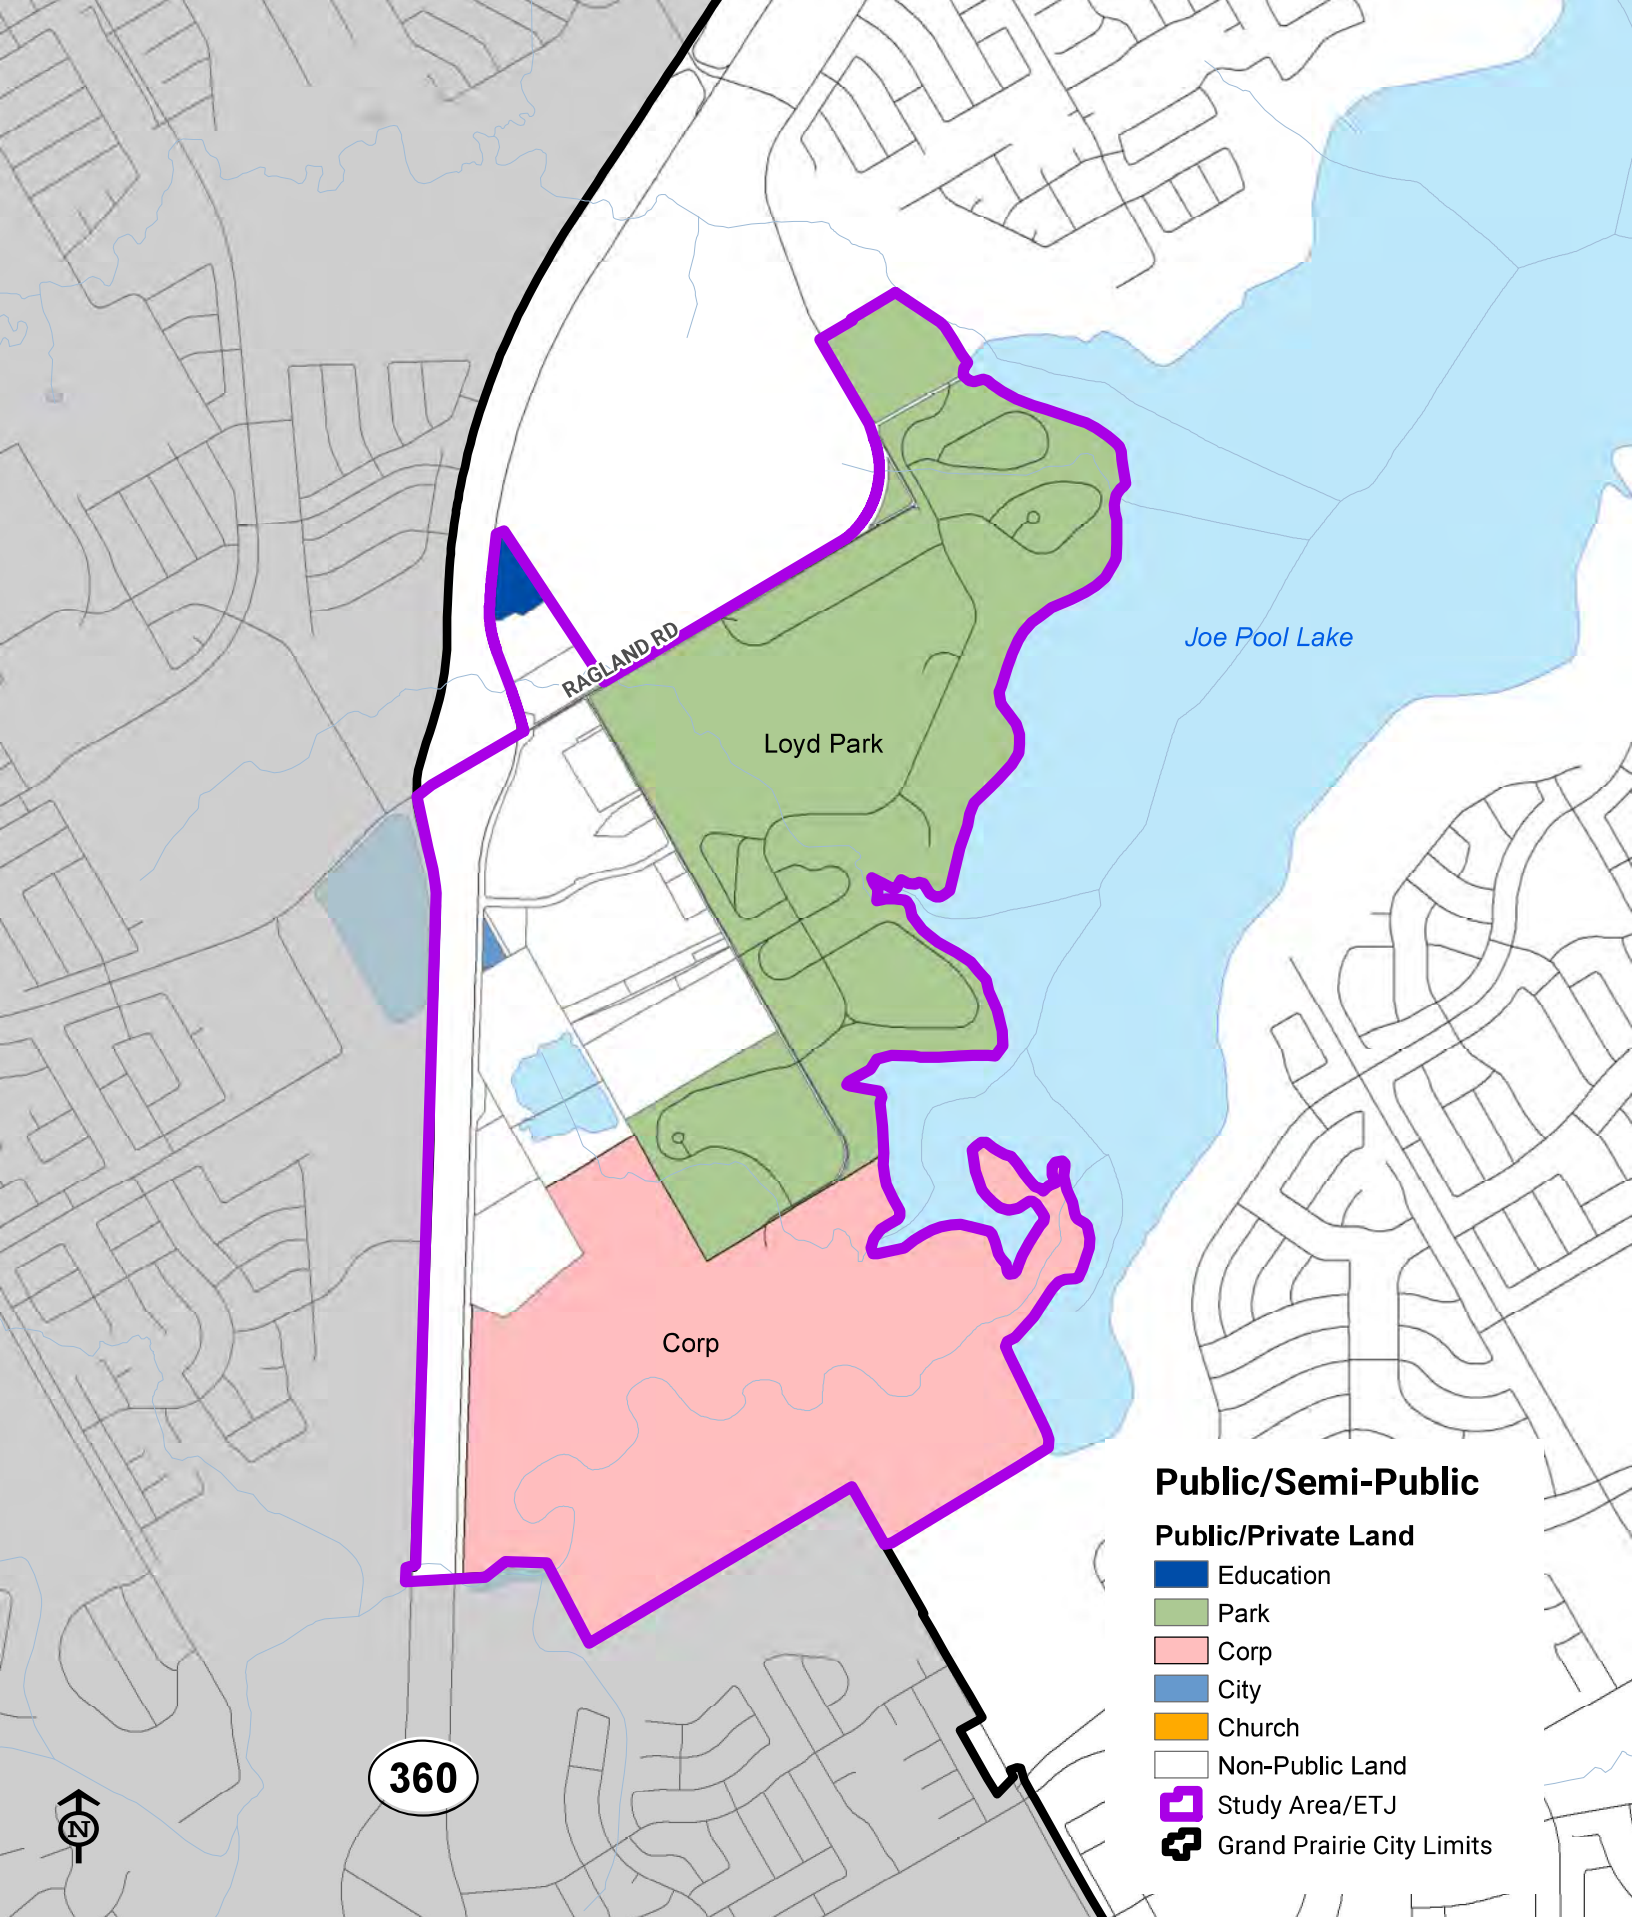 RAGLAND RD
Joe Pool Lake
Loyd Park
Corp
Public/Semi-Public
Public/Private Land
Education
Park
Corp
City
Church
Non-Public Land
Study Area/ETJ
Grand Prairie City Limits
360
N